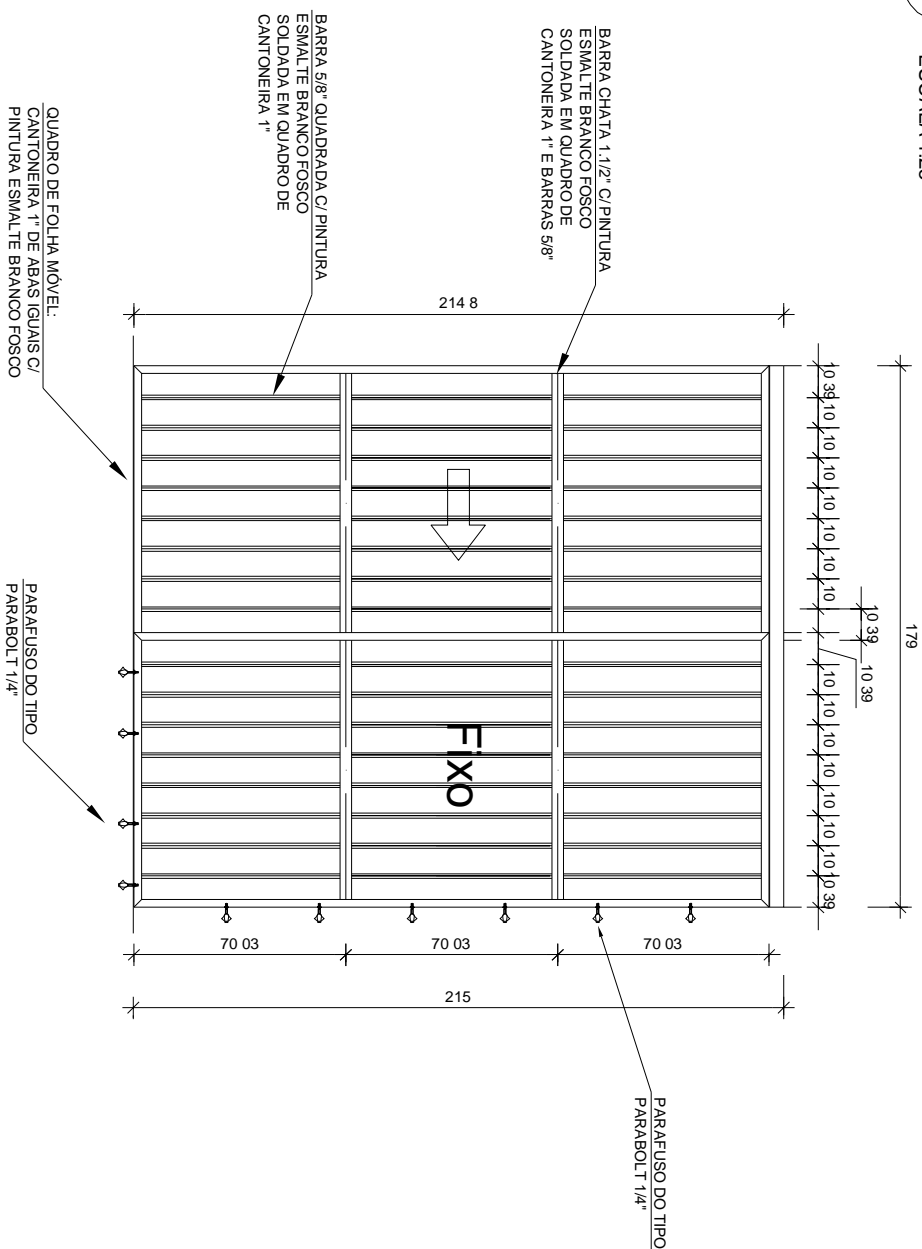 ESCALA 1:25
PARAFUSO DO TIPO
PARABOLT 1/4"
179
10 39
10 39
10 39 10 10 10 10 10 10 10
10 10 10 10 10 10 10 10 39
BARRA CHATA 1.1/2" C/ PINTURA
ESMALTE BRANCO FOSCO
SOLDADA EM QUADRO DE
CANTONEIRA 1" E BARRAS 5/8"
214 8
Fixo
70 03
70 03
70 03
215
BARRA 5/8" QUADRADA C/ PINTURA
ESMALTE BRANCO FOSCO
SOLDADA EM QUADRO DE
CANTONEIRA 1"
QUADRO DE FOLHA MÓVEL:
CANTONEIRA 1" DE ABAS IGUAIS C/
PINTURA ESMALTE BRANCO FOSCO
PARAFUSO DO TIPO
PARABOLT 1/4"